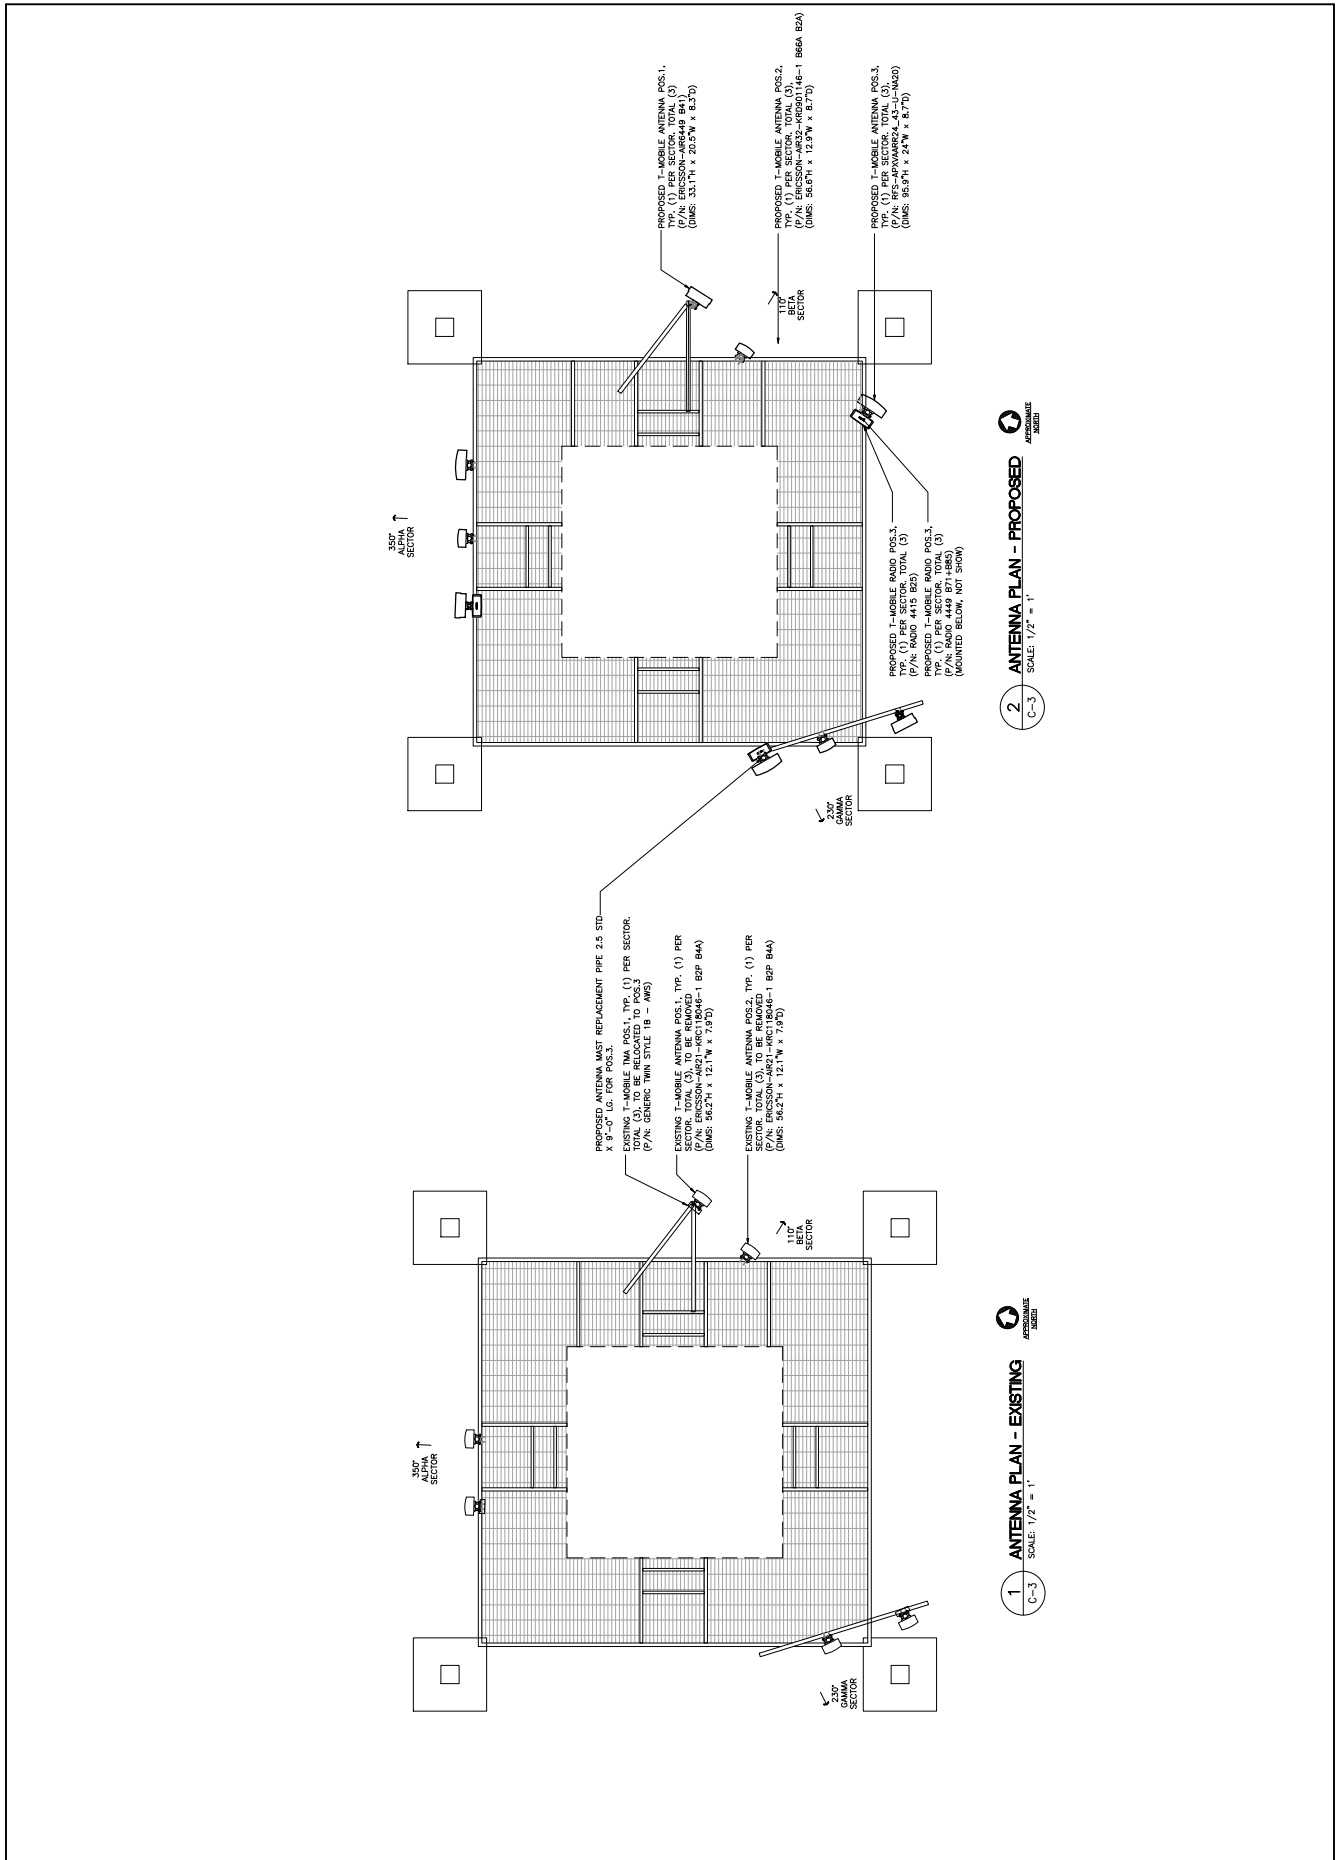 PROPOSED T-MOBILE ANTENNA POS.1,
TYP. (1) PER SECTOR, TOTAL (3)
(P/N: ERICSSON-AIR6449 B41)
(DIMS: 33.1"H x 20.5"W x 8.3"D)
PROPOSED T-MOBILE ANTENNA POS.2,
TYP. (1) PER SECTOR, TOTAL (3),
(P/N: ERICSSON-AIR32-KRD901146-1 B66A B2A)
(DIMS: 56.6"H x 12.9"W x 8.7"D)
PROPOSED T-MOBILE ANTENNA POS.3,
TYP. (1) PER SECTOR, TOTAL (3),
(P/N: RFS-APXVAARR24_43-U-NA20)
(DIMS: 95.9"H x 24"W x 8.7"D)
350°
ALPHA
SECTOR
110°
BETA
SECTOR
230°
GAMMA
SECTOR
PROPOSED T-MOBILE RADIO POS.3,
TYP. (1) PER SECTOR, TOTAL (3)
(P/N: RADIO 4415 B25)
PROPOSED T-MOBILE RADIO POS.3,
TYP. (1) PER SECTOR, TOTAL (3)
(P/N: RADIO 4449 B71+B85)
(MOUNTED BELOW, NOT SHOW)
2
C-3
ANTENNA PLAN - PROPOSED
SCALE: 1/2" = 1'
APPROXIMATE
NORTH
PROPOSED ANTENNA MAST REPLACEMENT PIPE 2.5 STD
X 9'-0" LG. FOR POS.3.
EXISTING T-MOBILE TMA POS.1, TYP. (1) PER SECTOR.
TOTAL (3), TO BE RELOCATED TO POS.3
(P/N: GENERIC TWIN STYLE 1B - AWS)
EXISTING T-MOBILE ANTENNA POS.1, TYP. (1) PER
SECTOR, TOTAL (3), TO BE REMOVED
(P/N: ERICSSON-AIR21-KRC118046-1 B2P B4A)
(DIMS: 56.2"H x 12.1"W x 7.9"D)
EXISTING T-MOBILE ANTENNA POS.2, TYP. (1) PER
SECTOR, TOTAL (3), TO BE REMOVED
(P/N: ERICSSON-AIR21-KRC118046-1 B2P B4A)
(DIMS: 56.2"H x 12.1"W x 7.9"D)
350°
ALPHA
SECTOR
110°
BETA
SECTOR
230°
GAMMA
SECTOR
1
C-3
ANTENNA PLAN - EXISTING
SCALE: 1/2" = 1'
APPROXIMATE
NORTH